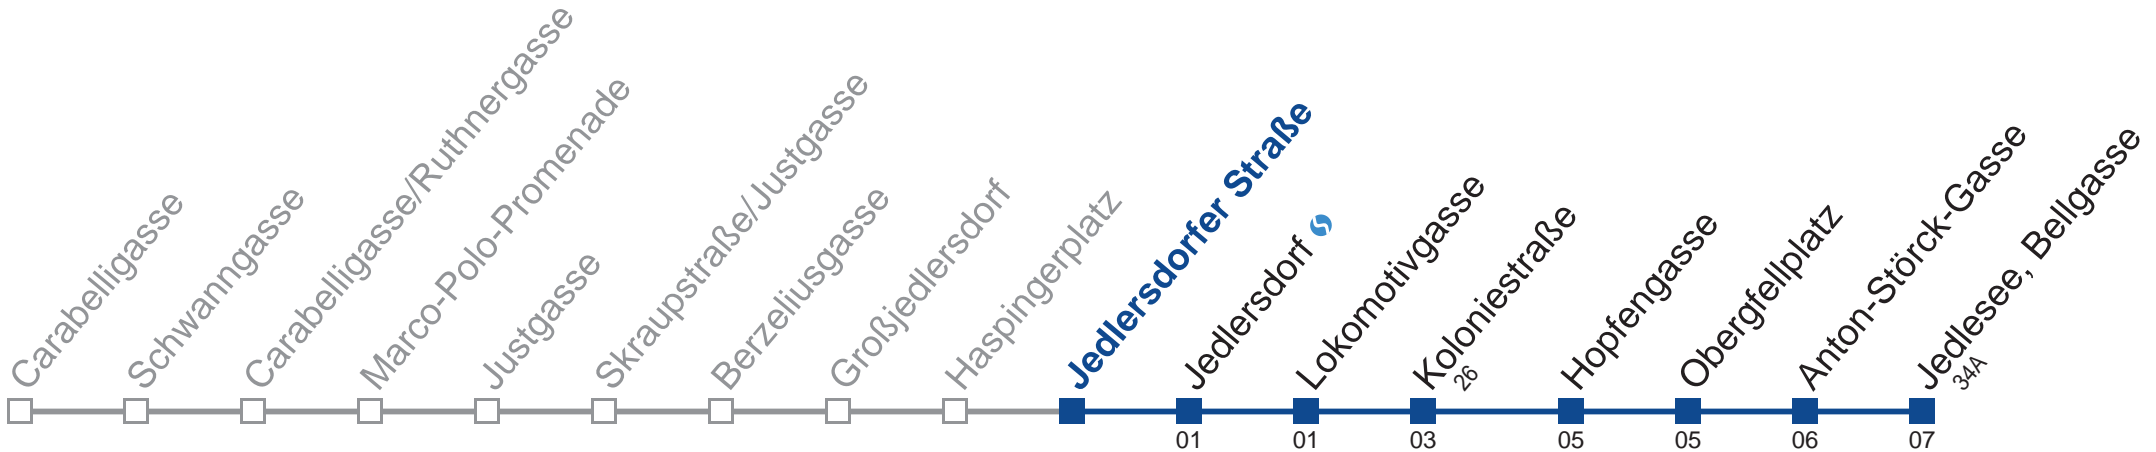 Carabelligasse
Schwanngasse
Carabelligasse/Ruthnergasse
Marco-Polo-Promenade
Justgasse
Skraupstraße/Justgasse
Berzeliusgasse
Großjedlersdorf
Haspingerplatz
Jedlersdorfer Straße
Jedlersdorf
Lokomotivgasse
Koloniestraße
26
Hopfengasse
Obergfellplatz
Anton-Störck-Gasse
Jedlesee, Bellgasse
34A
01 01 03 05 05 06 07